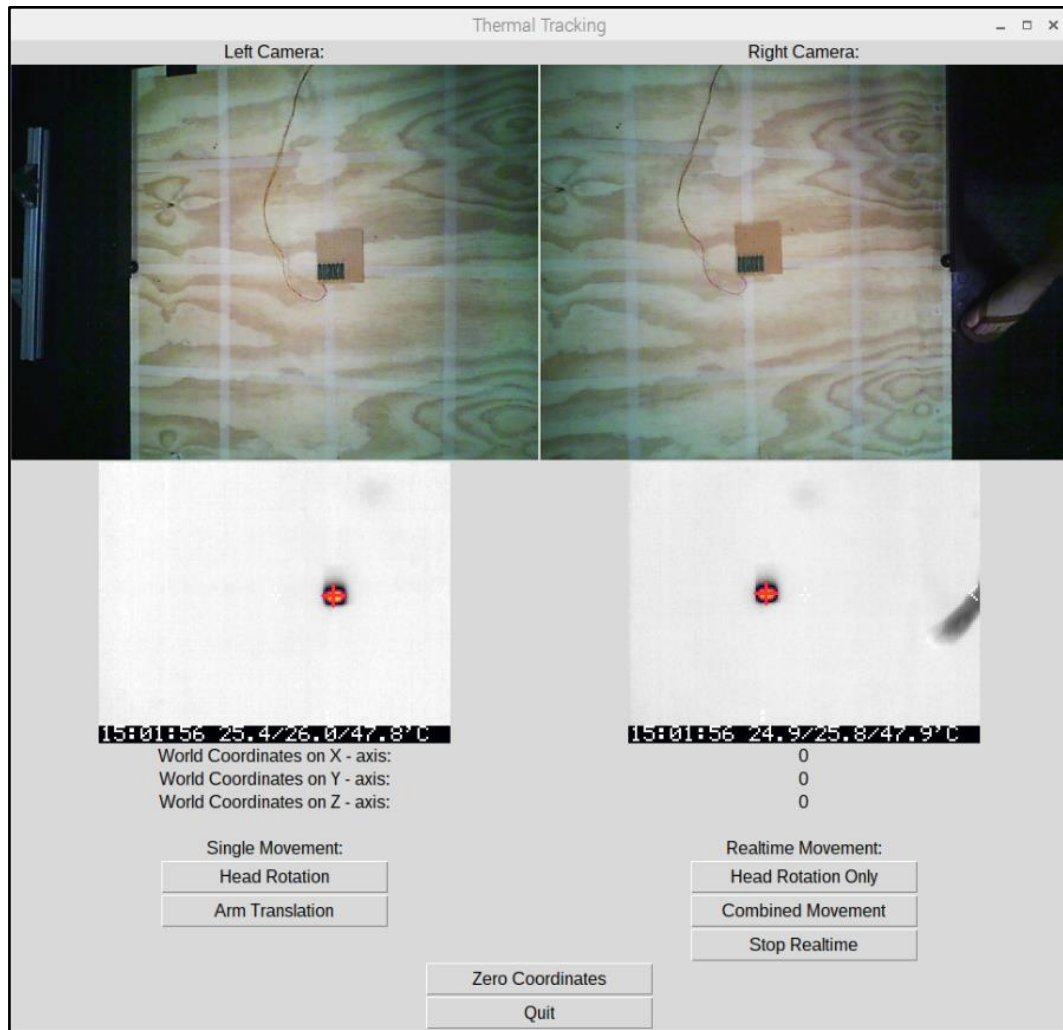 Thermal Tracking
Left Camera: Right Camera:
15:01:56 25.4/26.0/47.8°C 15:01:56 24.9/25.8/47.9°C
World Coordinates on X - axis: 0
World Coordinates on Y - axis: 0
World Coordinates on Z - axis: 0
Single Movement: Realtime Movement:
Head Rotation Head Rotation Only
Arm Translation Combined Movement
Stop Realtime
Zero Coordinates
Quit